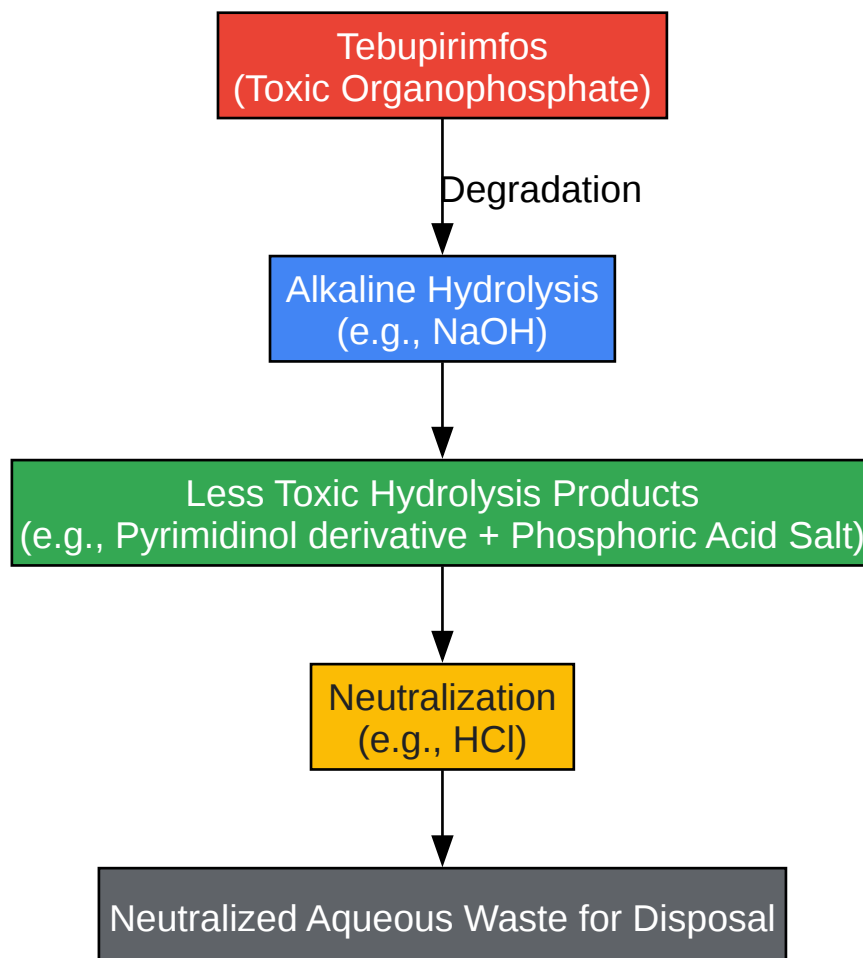 Tebupirimfos
(Toxic Organophosphate)
Degradation
Alkaline Hydrolysis
(e.g., NaOH)
Less Toxic Hydrolysis Products
(e.g., Pyrimidinol derivative + Phosphoric Acid Salt)
Neutralization
(e.g., HCl)
Neutralized Aqueous Waste for Disposal